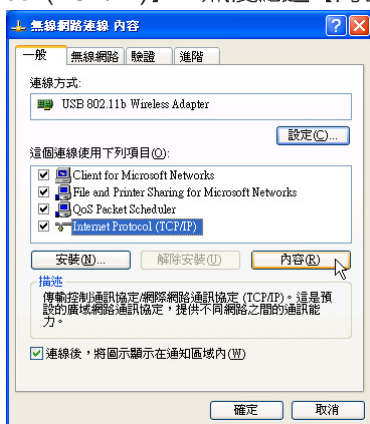 無線網路連線 內容
一般
無線網路
驗證
進階
連線方式:
USB 802.11b Wireless Adapter
設定(C)...
這個連線使用下列項目(O):
Client for Microsoft Networks
File and Printer Sharing for Microsoft Networks
QoS Packet Scheduler
Internet Protocol (TCP/IP)
安裝(N)...
解除安裝(U)
內容(R)
描述
傳輸控制通訊協定/網際網路通訊協定 (TCP/IP)。這是預
設的廣域網路通訊協定，提供不同網路之間的通訊能
力。
連線後，將圖示顯示在通知區域內(W)
確定
取消